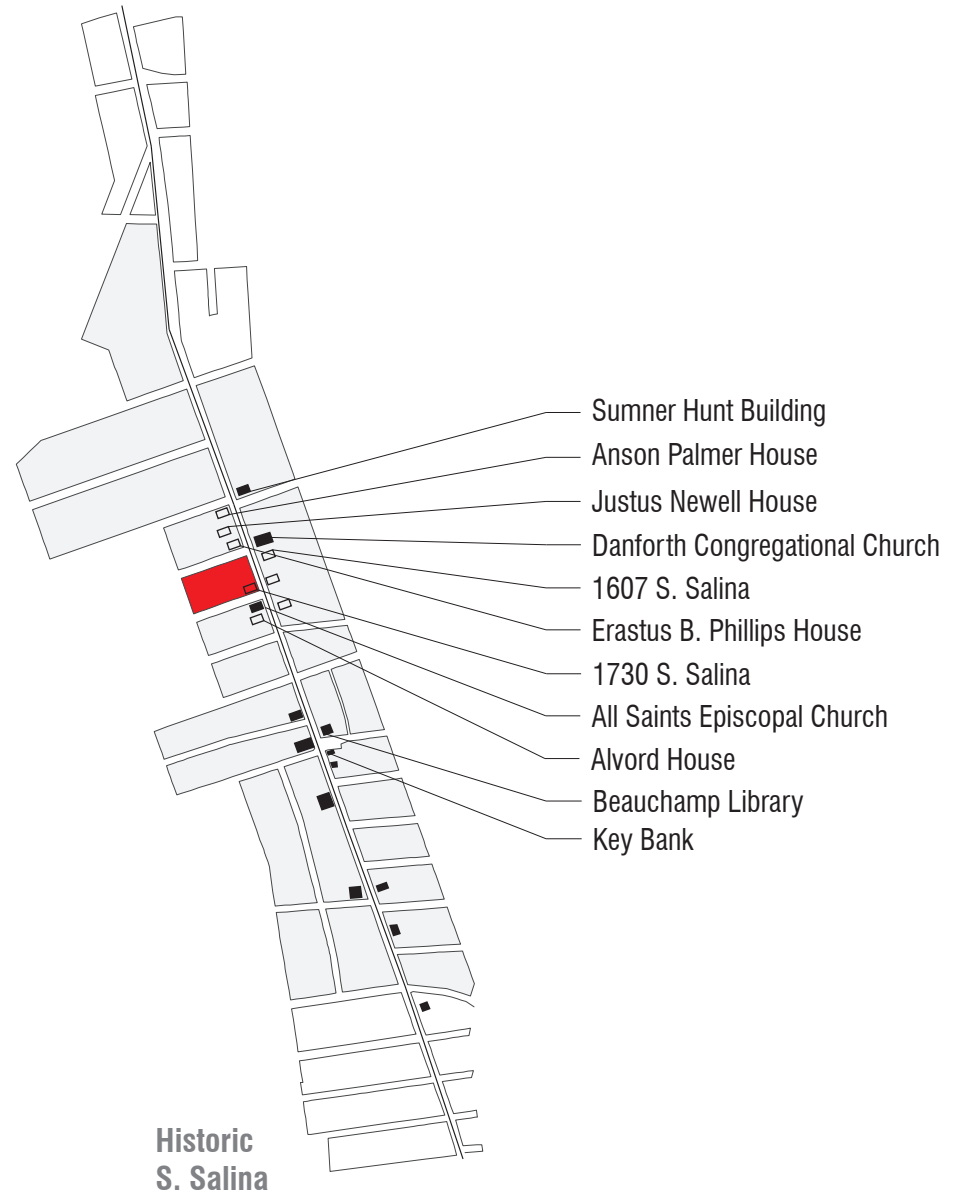 Sumner Hunt Building
Anson Palmer House
Justus Newell House
Danforth Congregational Church
1607 S. Salina
Erastus B. Phillips House
1730 S. Salina
All Saints Episcopal Church
Alvord House
Beauchamp Library
Key Bank
Historic
S. Salina